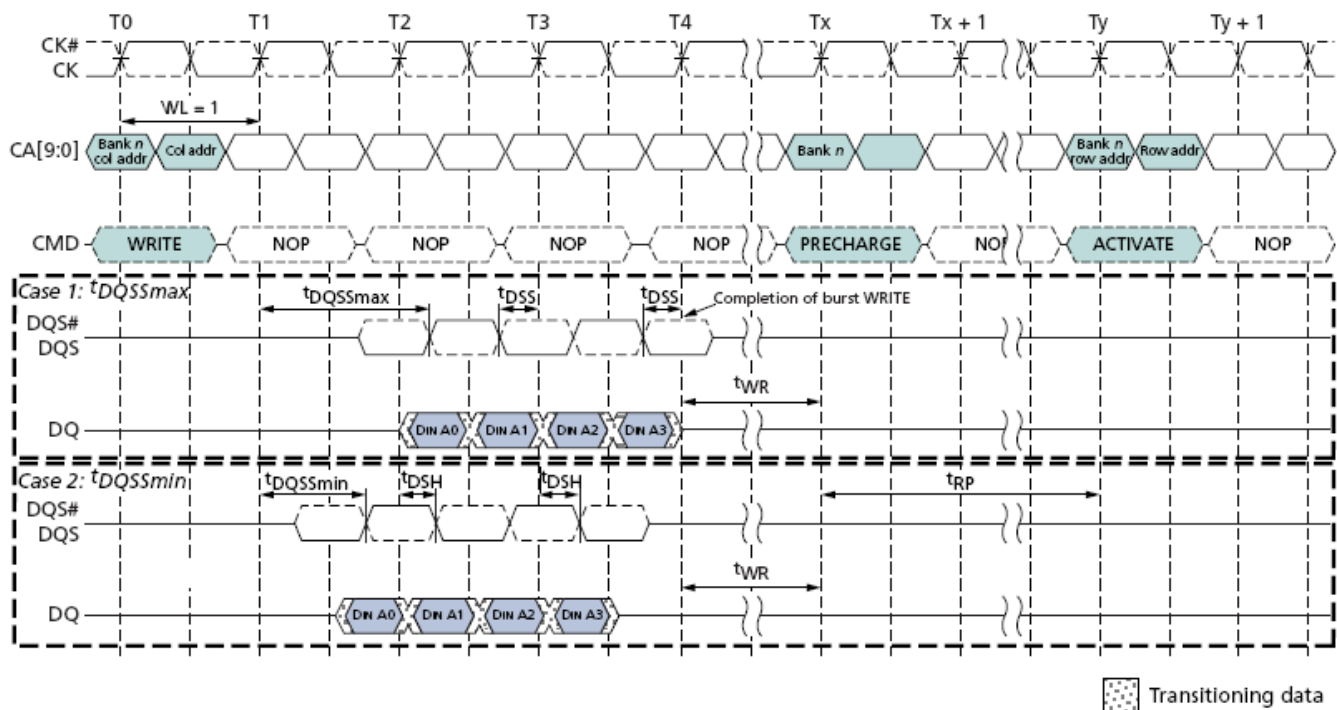 T0 T1 T2 T3 T4 Tx Tx + 1 Ty Ty + 1
CK#
CK
WL = 1
CA[9:0] Bank n col addr Col addr Bank n Bank n row addr Row addr
CMD WRITE NOP NOP NOP NOP PRECHARGE NOP ACTIVATE NOP
Case 1: tDQSSmax
tDQSSmax tDSS tDSS Completion of burst WRITE
DQS#
DQS
tWR
DQ DIN A0 DIN A1 DIN A2 DIN A3
Case 2: tDQSSmin
tDQSSmin tDSH tDSH tRP
DQS#
DQS
tWR
DQ DIN A0 DIN A1 DIN A2 DIN A3
Transitioning data